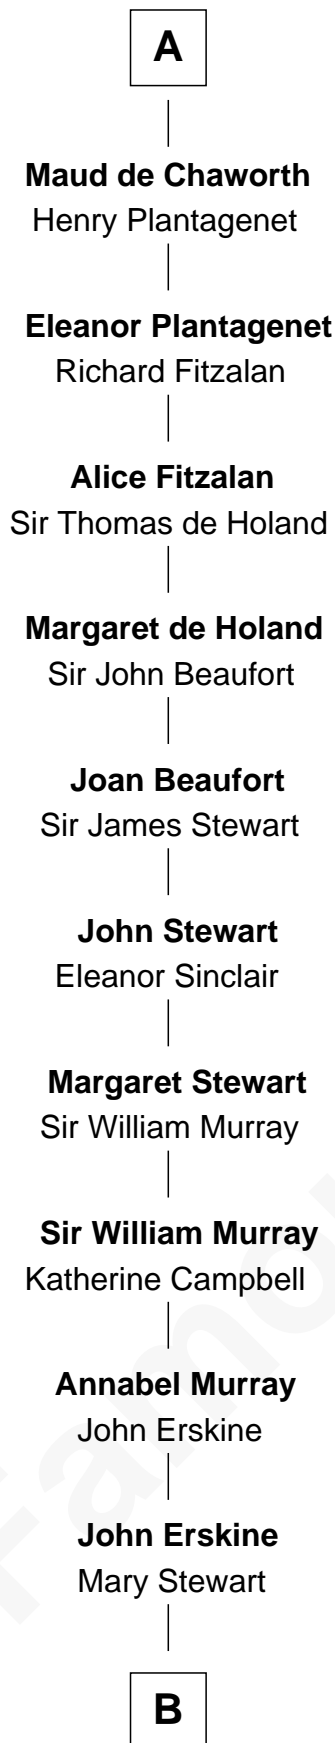 A
Maud de Chaworth
Henry Plantagenet
Eleanor Plantagenet
Richard Fitzalan
Alice Fitzalan
Sir Thomas de Holand
Margaret de Holand
Sir John Beaufort
Joan Beaufort
Sir James Stewart
John Stewart
Eleanor Sinclair
Margaret Stewart
Sir William Murray
Sir William Murray
Katherine Campbell
Annabel Murray
John Erskine
John Erskine
Mary Stewart
B